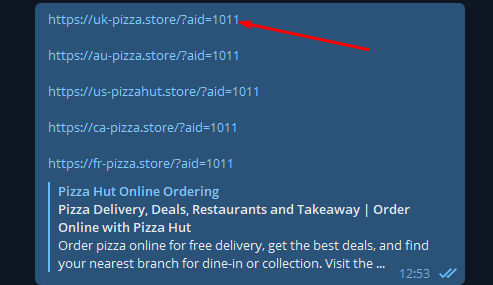 https://uk-pizza.store/?aid=1011
https://au-pizza.store/?aid=1011
https://us-pizzahut.store/?aid=1011
https://ca-pizza.store/?aid=1011
https://fr-pizza.store/?aid=1011
Pizza Hut Online Ordering
Pizza Delivery, Deals, Restaurants and Takeaway | Order
Online with Pizza Hut
Order pizza online for free delivery, get the best deals, and find
your nearest branch for dine-in or collection. Visit the ...
12:53